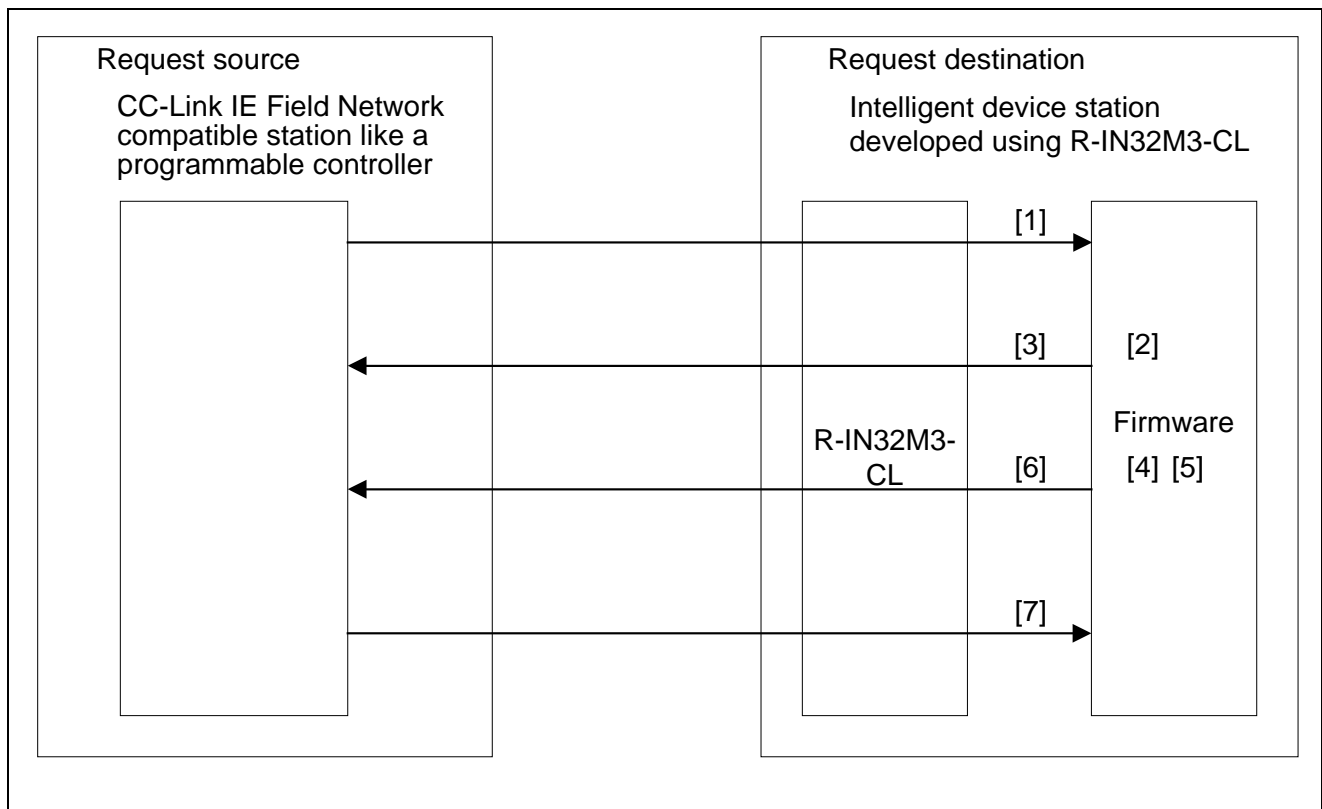 Request source
CC-Link IE Field Network
compatible station like a
programmable controller
Request destination
Intelligent device station
developed using R-IN32M3-CL
[1]
[3]
[2]
R-IN32M3-
CL
Firmware
[6]
[4] [5]
[7]